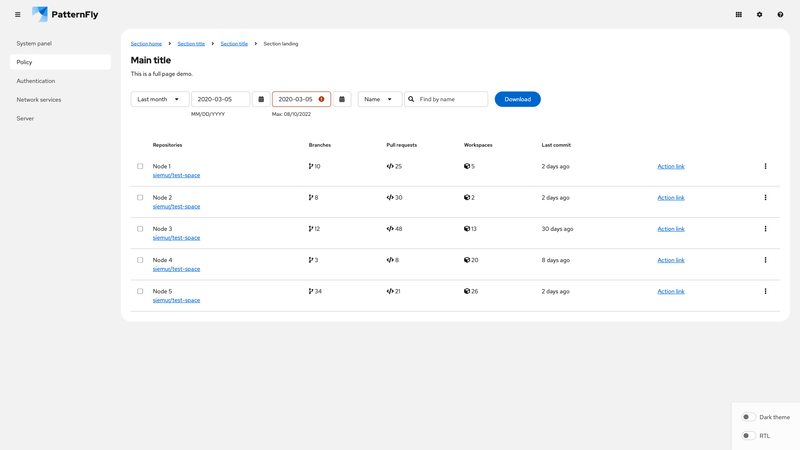 PatternFly
System panel
Policy
Authentication
Network services
Server
Section home Section title Section title Section landing
Main title
This is a full page demo.
Last month 2020-03-05 2020-03-05 Name Find by name Download
MM/DD/YYYY Max: 08/10/2022
Repositories Branches Pull requests Workspaces Last commit
Node 1 10 25 5 2 days ago Action link
siemur/test-space
Node 2 8 30 2 2 days ago Action link
siemur/test-space
Node 3 12 48 13 30 days ago Action link
siemur/test-space
Node 4 3 8 20 8 days ago Action link
siemur/test-space
Node 5 34 21 26 2 days ago Action link
siemur/test-space
Dark theme
RTL